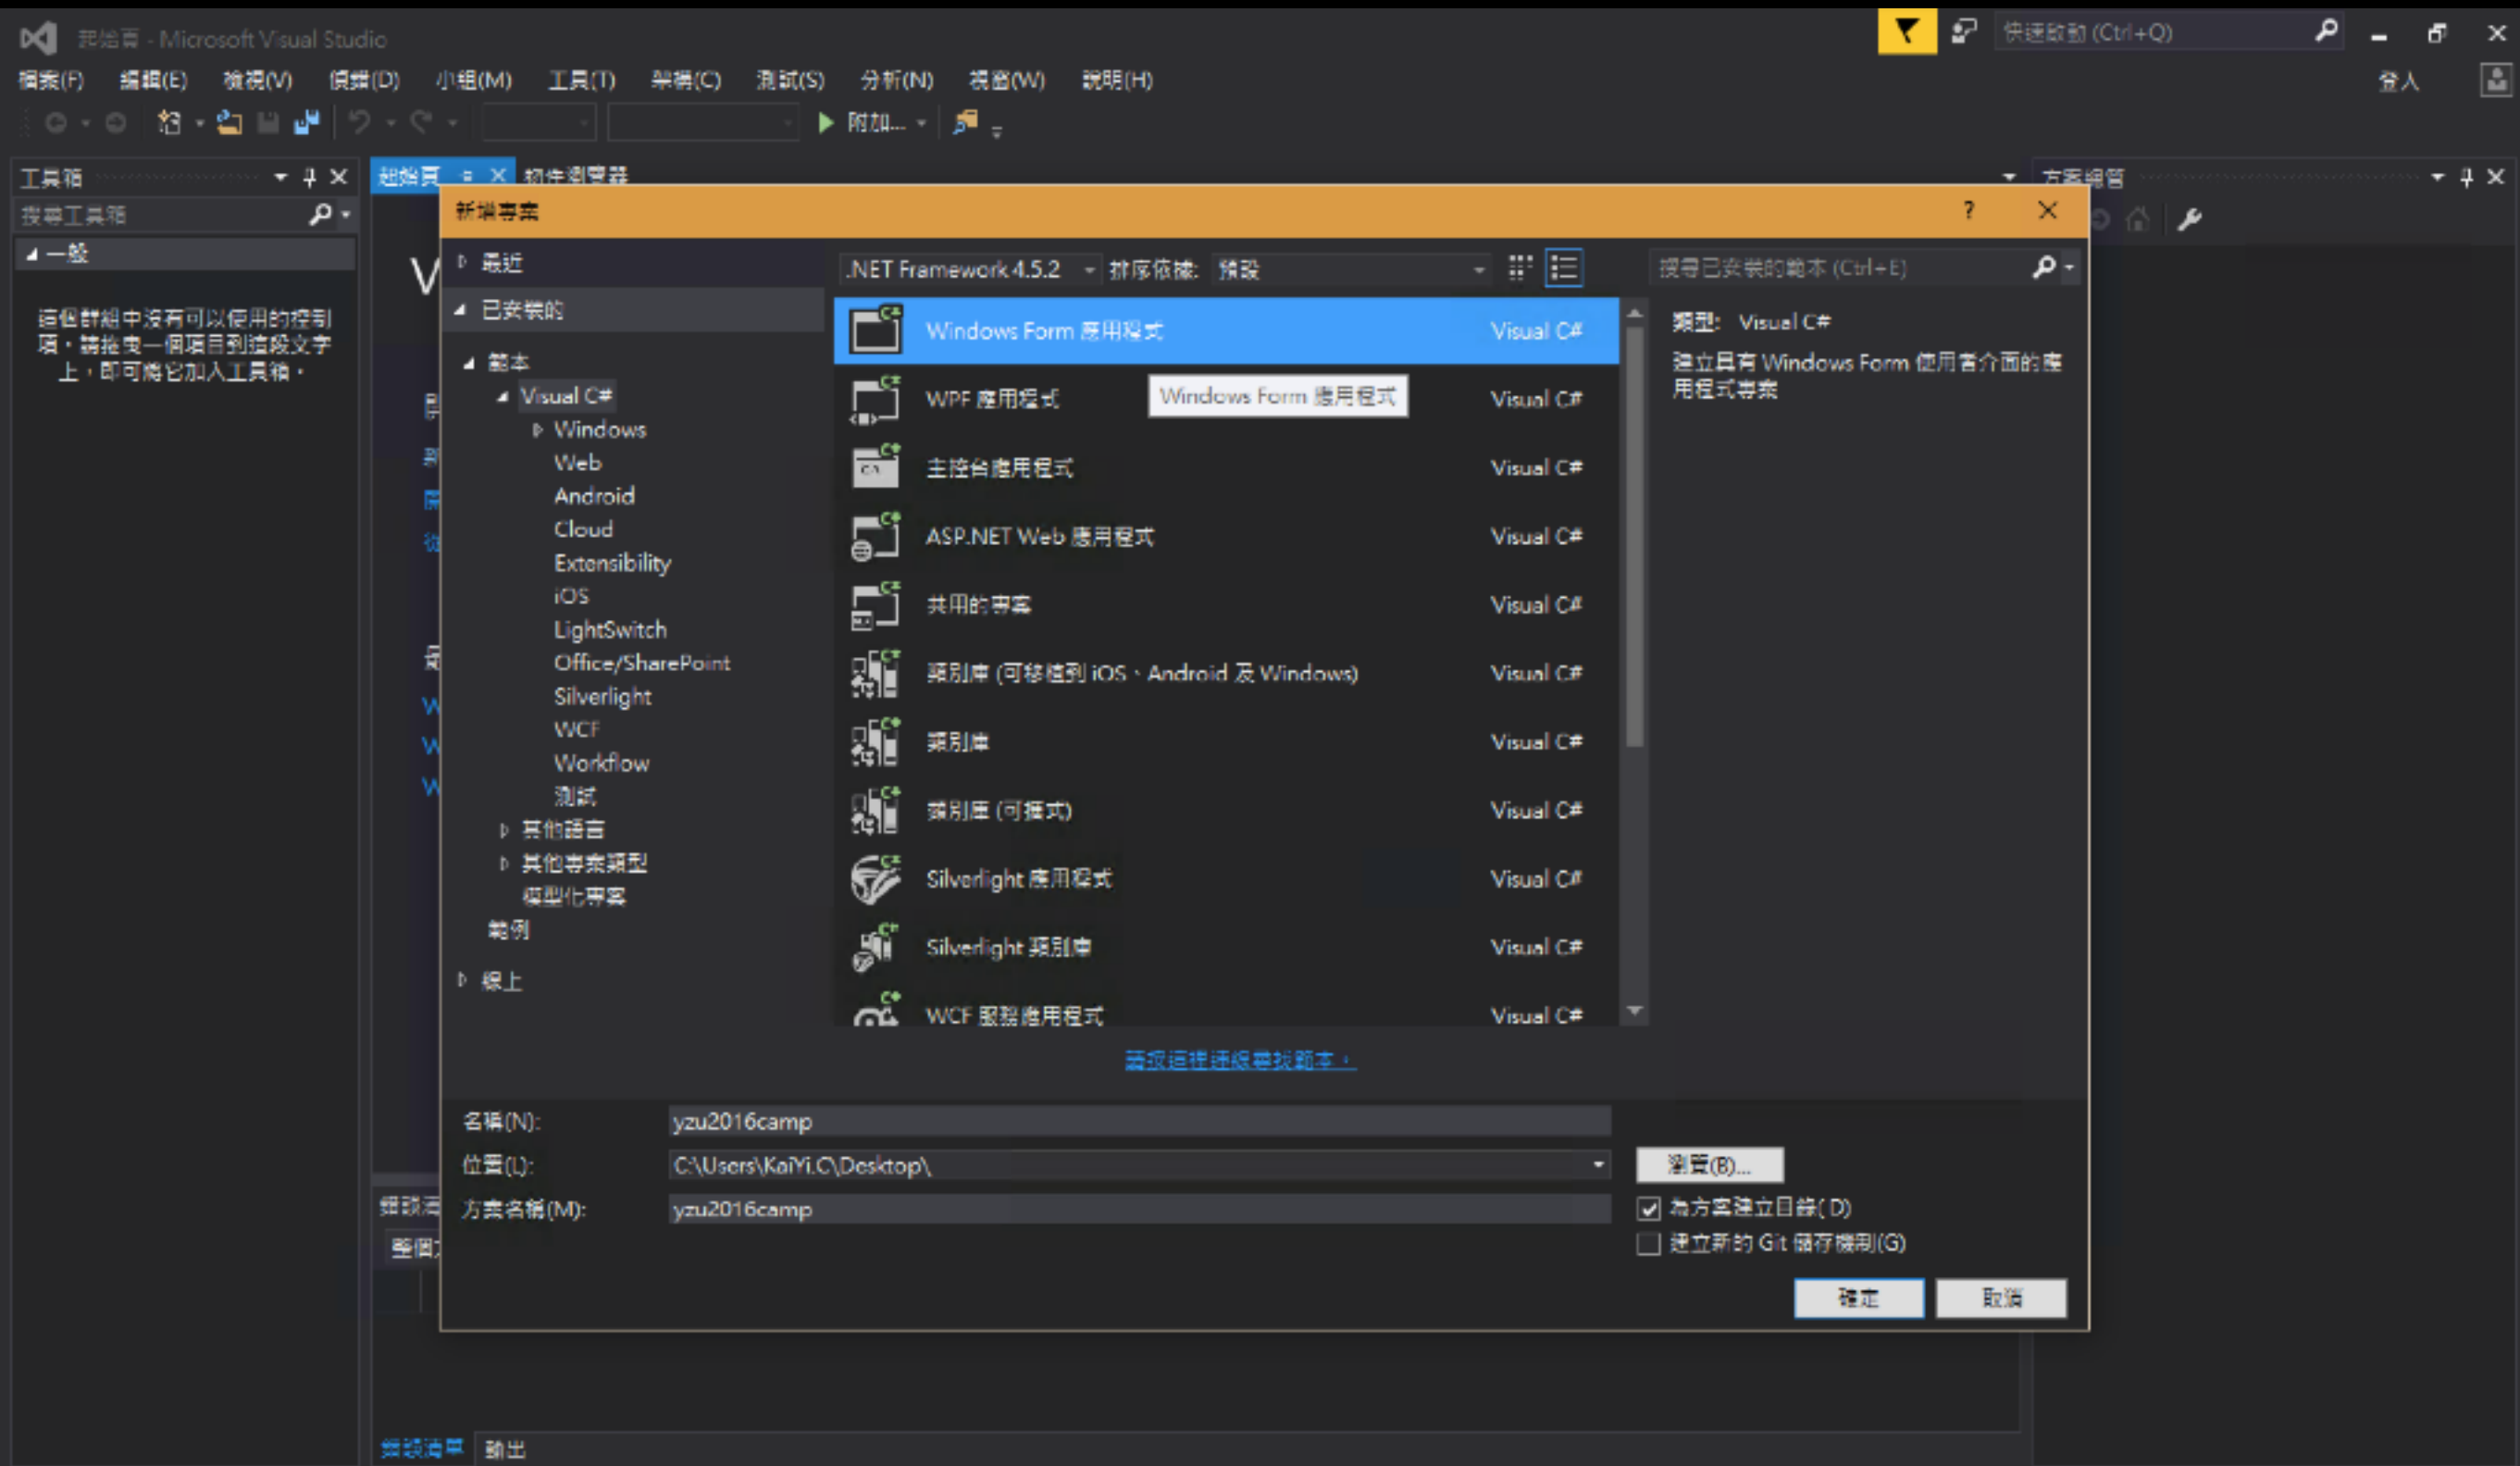 起始頁 - Microsoft Visual Studio
快速啟動 (Ctrl+Q)
檔案(F) 編輯(E) 檢視(V) 偵錯(D) 小組(M) 工具(T) 架構(C) 測試(S) 分析(N) 視窗(W) 說明(H)
登入
附加...
工具箱
起始頁 物件瀏覽器
方案總管
搜尋工具箱
一般
這個群組中沒有可以使用的控制
項。請拖曳一個項目到這段文字
上，即可將它加入工具箱。
新增專案
?
最近
已安裝的
範本
Visual C#
Windows
Web
Android
Cloud
Extensibility
iOS
LightSwitch
Office/SharePoint
Silverlight
WCF
Workflow
測試
其他語言
其他專案類型
模型化專案
範例
線上
.NET Framework 4.5.2 排序依據: 預設
搜尋已安裝的範本 (Ctrl+E)
Windows Form 應用程式 Visual C#
WPF 應用程式 Visual C#
Windows Form 應用程式
主控台應用程式 Visual C#
ASP.NET Web 應用程式 Visual C#
共用的專案 Visual C#
類別庫 (可移植到 iOS、Android 及 Windows) Visual C#
類別庫 Visual C#
類別庫 (可攜式) Visual C#
Silverlight 應用程式 Visual C#
Silverlight 類別庫 Visual C#
WCF 服務應用程式 Visual C#
類型: Visual C#
建立具有 Windows Form 使用者介面的應
用程式專案
請按這裡連線尋找範本。
名稱(N): yzu2016camp
位置(L): C:\Users\KaiYi.C\Desktop\
瀏覽(B)...
方案名稱(M): yzu2016camp
為方案建立目錄(D)
建立新的 Git 儲存機制(G)
確定 取消
錯誤清單 輸出